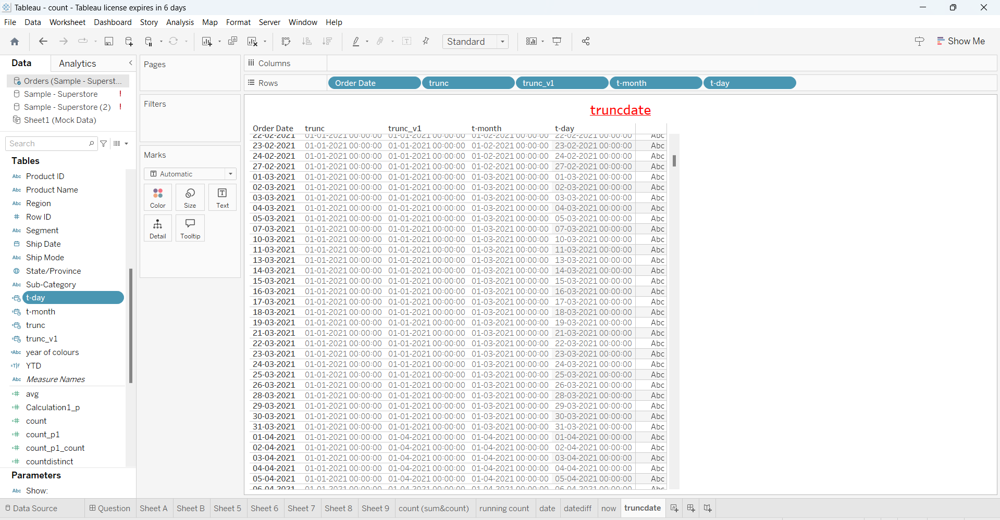 Tableau - count - Tableau license expires in 6 days
File Data Worksheet Dashboard Story Analysis Map Format Server Window Help
Standard
Show Me
Data Analytics
Orders (Sample - Superst...
Sample - Superstore !
Sample - Superstore (2) !
Sheet1 (Mock Data)
Search
Tables
Abc Product ID
Abc Product Name
Abc Region
# Row ID
Abc Segment
Ship Date
Abc Ship Mode
State/Province
Abc Sub-Category
t-day
t-month
trunc
trunc_v1
=Abc year of colours
=T|F YTD
Abc Measure Names
=# avg
=# Calculation1_p
=# count
=# count_p1
=# count_p1_count
=# countdistinct
Parameters
Abc Show:
Pages
Filters
Marks
Automatic
Color Size Text
Detail Tooltip
Columns
Rows Order Date trunc trunc_v1 t-month t-day
truncdate
Order Date trunc trunc_v1 t-month t-day
22-02-2021 01-01-2021 00:00:00 01-01-2021 00:00:00 01-02-2021 00:00:00 22-02-2021 00:00:00 Abc
23-02-2021 01-01-2021 00:00:00 01-01-2021 00:00:00 01-02-2021 00:00:00 23-02-2021 00:00:00 Abc
24-02-2021 01-01-2021 00:00:00 01-01-2021 00:00:00 01-02-2021 00:00:00 24-02-2021 00:00:00 Abc
27-02-2021 01-01-2021 00:00:00 01-01-2021 00:00:00 01-02-2021 00:00:00 27-02-2021 00:00:00 Abc
01-03-2021 01-01-2021 00:00:00 01-01-2021 00:00:00 01-03-2021 00:00:00 01-03-2021 00:00:00 Abc
02-03-2021 01-01-2021 00:00:00 01-01-2021 00:00:00 01-03-2021 00:00:00 02-03-2021 00:00:00 Abc
03-03-2021 01-01-2021 00:00:00 01-01-2021 00:00:00 01-03-2021 00:00:00 03-03-2021 00:00:00 Abc
04-03-2021 01-01-2021 00:00:00 01-01-2021 00:00:00 01-03-2021 00:00:00 04-03-2021 00:00:00 Abc
05-03-2021 01-01-2021 00:00:00 01-01-2021 00:00:00 01-03-2021 00:00:00 05-03-2021 00:00:00 Abc
07-03-2021 01-01-2021 00:00:00 01-01-2021 00:00:00 01-03-2021 00:00:00 07-03-2021 00:00:00 Abc
10-03-2021 01-01-2021 00:00:00 01-01-2021 00:00:00 01-03-2021 00:00:00 10-03-2021 00:00:00 Abc
11-03-2021 01-01-2021 00:00:00 01-01-2021 00:00:00 01-03-2021 00:00:00 11-03-2021 00:00:00 Abc
13-03-2021 01-01-2021 00:00:00 01-01-2021 00:00:00 01-03-2021 00:00:00 13-03-2021 00:00:00 Abc
14-03-2021 01-01-2021 00:00:00 01-01-2021 00:00:00 01-03-2021 00:00:00 14-03-2021 00:00:00 Abc
15-03-2021 01-01-2021 00:00:00 01-01-2021 00:00:00 01-03-2021 00:00:00 15-03-2021 00:00:00 Abc
16-03-2021 01-01-2021 00:00:00 01-01-2021 00:00:00 01-03-2021 00:00:00 16-03-2021 00:00:00 Abc
17-03-2021 01-01-2021 00:00:00 01-01-2021 00:00:00 01-03-2021 00:00:00 17-03-2021 00:00:00 Abc
18-03-2021 01-01-2021 00:00:00 01-01-2021 00:00:00 01-03-2021 00:00:00 18-03-2021 00:00:00 Abc
19-03-2021 01-01-2021 00:00:00 01-01-2021 00:00:00 01-03-2021 00:00:00 19-03-2021 00:00:00 Abc
21-03-2021 01-01-2021 00:00:00 01-01-2021 00:00:00 01-03-2021 00:00:00 21-03-2021 00:00:00 Abc
22-03-2021 01-01-2021 00:00:00 01-01-2021 00:00:00 01-03-2021 00:00:00 22-03-2021 00:00:00 Abc
23-03-2021 01-01-2021 00:00:00 01-01-2021 00:00:00 01-03-2021 00:00:00 23-03-2021 00:00:00 Abc
24-03-2021 01-01-2021 00:00:00 01-01-2021 00:00:00 01-03-2021 00:00:00 24-03-2021 00:00:00 Abc
25-03-2021 01-01-2021 00:00:00 01-01-2021 00:00:00 01-03-2021 00:00:00 25-03-2021 00:00:00 Abc
26-03-2021 01-01-2021 00:00:00 01-01-2021 00:00:00 01-03-2021 00:00:00 26-03-2021 00:00:00 Abc
28-03-2021 01-01-2021 00:00:00 01-01-2021 00:00:00 01-03-2021 00:00:00 28-03-2021 00:00:00 Abc
29-03-2021 01-01-2021 00:00:00 01-01-2021 00:00:00 01-03-2021 00:00:00 29-03-2021 00:00:00 Abc
30-03-2021 01-01-2021 00:00:00 01-01-2021 00:00:00 01-03-2021 00:00:00 30-03-2021 00:00:00 Abc
31-03-2021 01-01-2021 00:00:00 01-01-2021 00:00:00 01-03-2021 00:00:00 31-03-2021 00:00:00 Abc
01-04-2021 01-01-2021 00:00:00 01-04-2021 00:00:00 01-04-2021 00:00:00 01-04-2021 00:00:00 Abc
02-04-2021 01-01-2021 00:00:00 01-04-2021 00:00:00 01-04-2021 00:00:00 02-04-2021 00:00:00 Abc
03-04-2021 01-01-2021 00:00:00 01-04-2021 00:00:00 01-04-2021 00:00:00 03-04-2021 00:00:00 Abc
04-04-2021 01-01-2021 00:00:00 01-04-2021 00:00:00 01-04-2021 00:00:00 04-04-2021 00:00:00 Abc
05-04-2021 01-01-2021 00:00:00 01-04-2021 00:00:00 01-04-2021 00:00:00 05-04-2021 00:00:00 Abc
06-04-2021 01-01-2021 00:00:00 01-04-2021 00:00:00 01-04-2021 00:00:00 06-04-2021 00:00:00 Abc
Data Source Question Sheet A Sheet B Sheet 5 Sheet 6 Sheet 7 Sheet 8 Sheet 9 count (sum&count) running count date datediff now truncdate